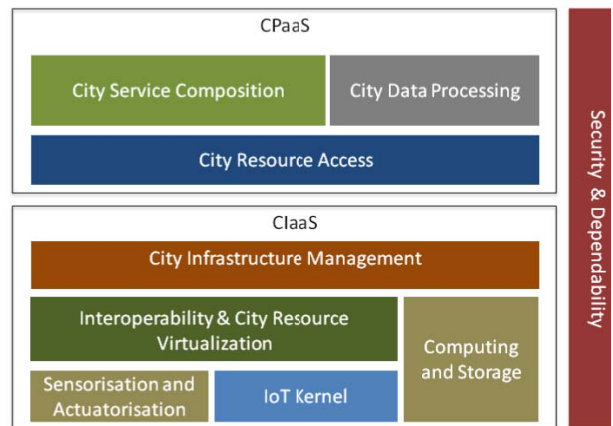 CPaaS
City Service Composition
City Data Processing
City Resource Access
CIaaS
City Infrastructure Management
Interoperability & City Resource
Virtualization
Computing
and Storage
Sensorisation and
Actuatorisation
IoT Kernel
Security & Dependability